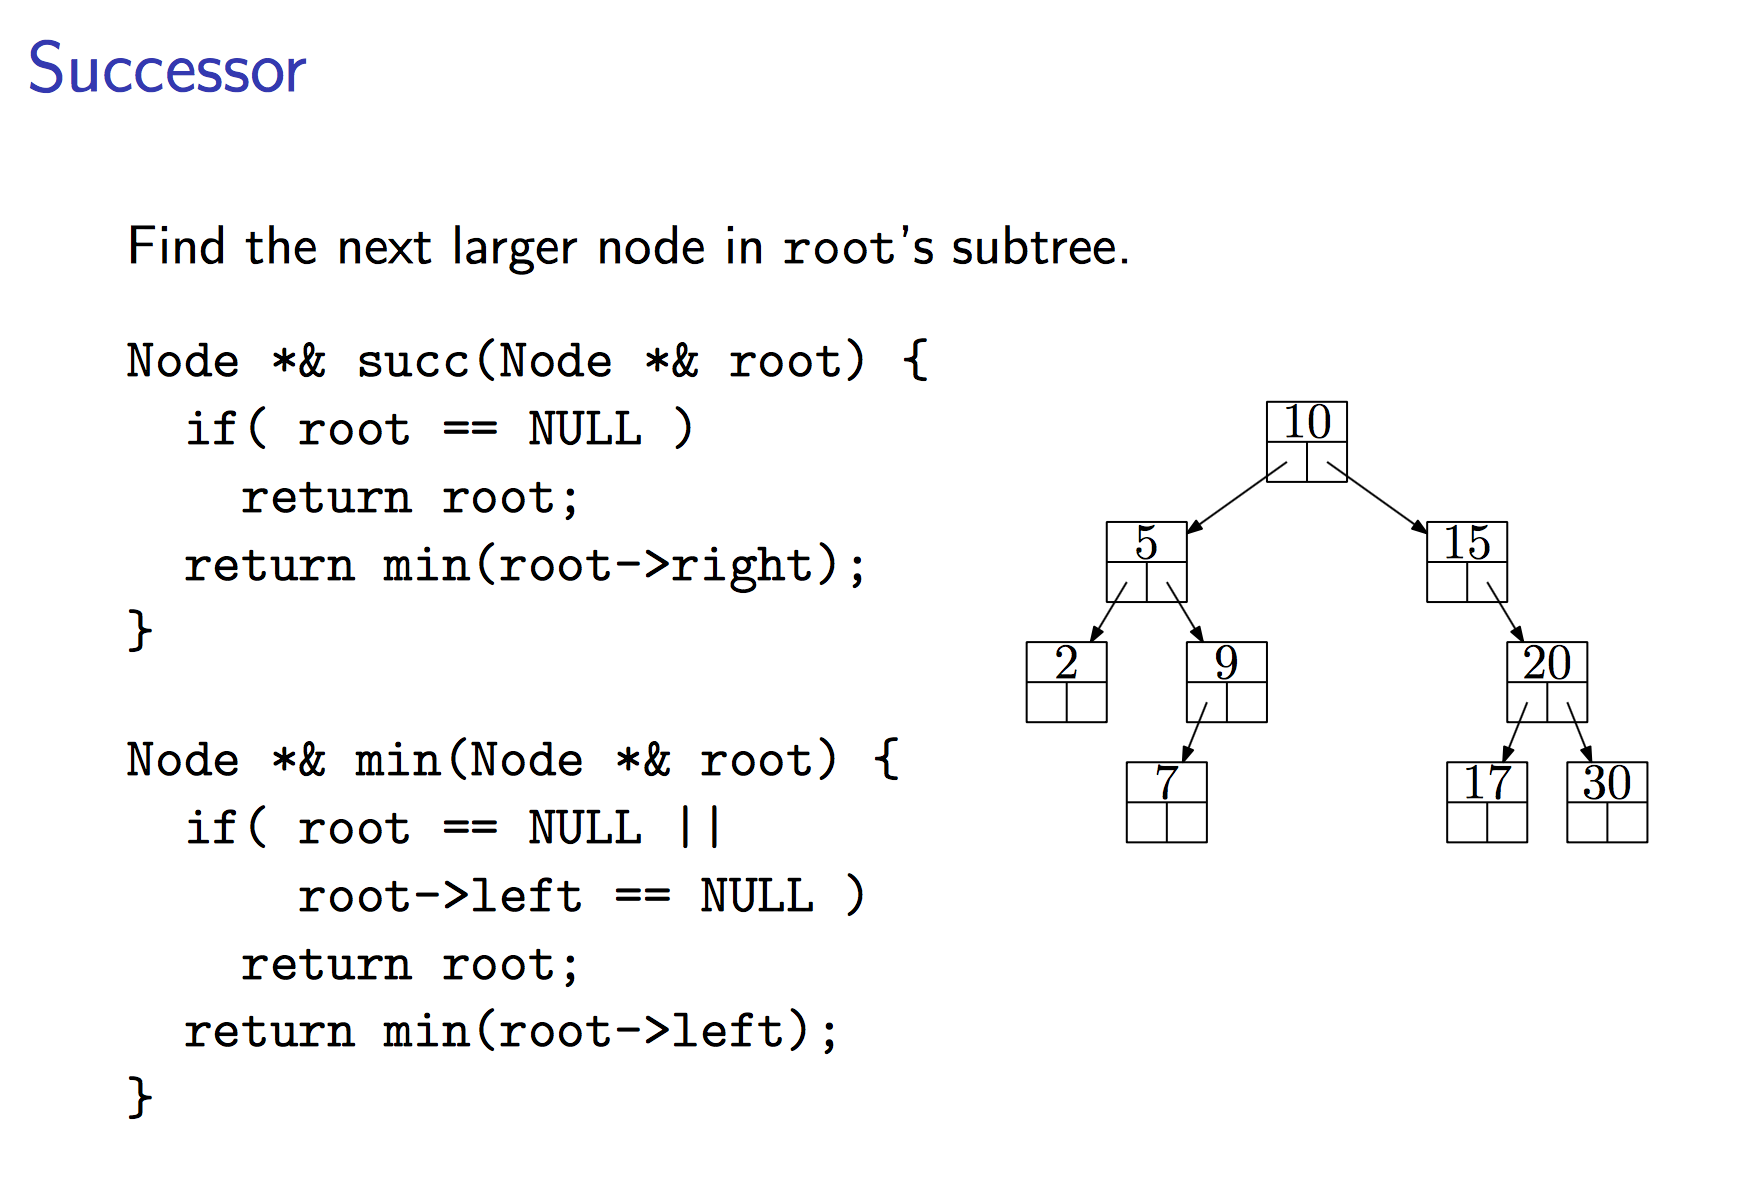 Successor
Find the next larger node in root's subtree.
Node *& succ(Node *& root) {
if( root == NULL )
return root;
return min(root->right);
}
Node *& min(Node *& root) {
if( root == NULL ||
root->left == NULL )
return root;
return min(root->left);
}
10
5 15
2 9 20
7 17 30